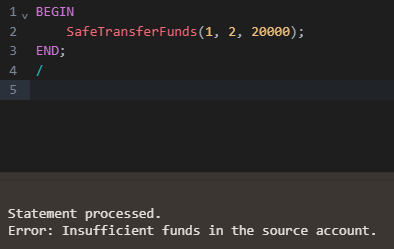 1 BEGIN
2 SafeTransferFunds(1, 2, 20000);
3 END;
4 /
5
Statement processed.
Error: Insufficient funds in the source account.